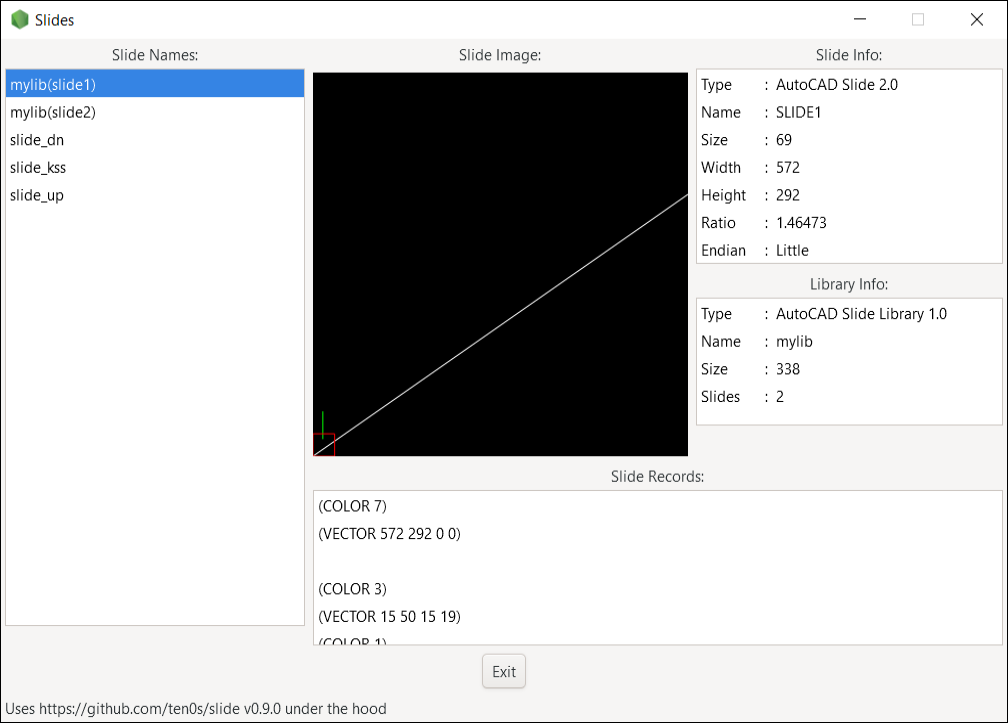 Slides
Slide Names:
mylib(slide1)
mylib(slide2)
slide_dn
slide_kss
slide_up
Slide Image:
Slide Info:
Type : AutoCAD Slide 2.0
Name : SLIDE1
Size : 69
Width : 572
Height : 292
Ratio : 1.46473
Endian : Little
Library Info:
Type : AutoCAD Slide Library 1.0
Name : mylib
Size : 338
Slides : 2
Slide Records:
(COLOR 7)
(VECTOR 572 292 0 0)
(COLOR 3)
(VECTOR 15 50 15 19)
(COLOR 1)
Exit
Uses https://github.com/ten0s/slide v0.9.0 under the hood